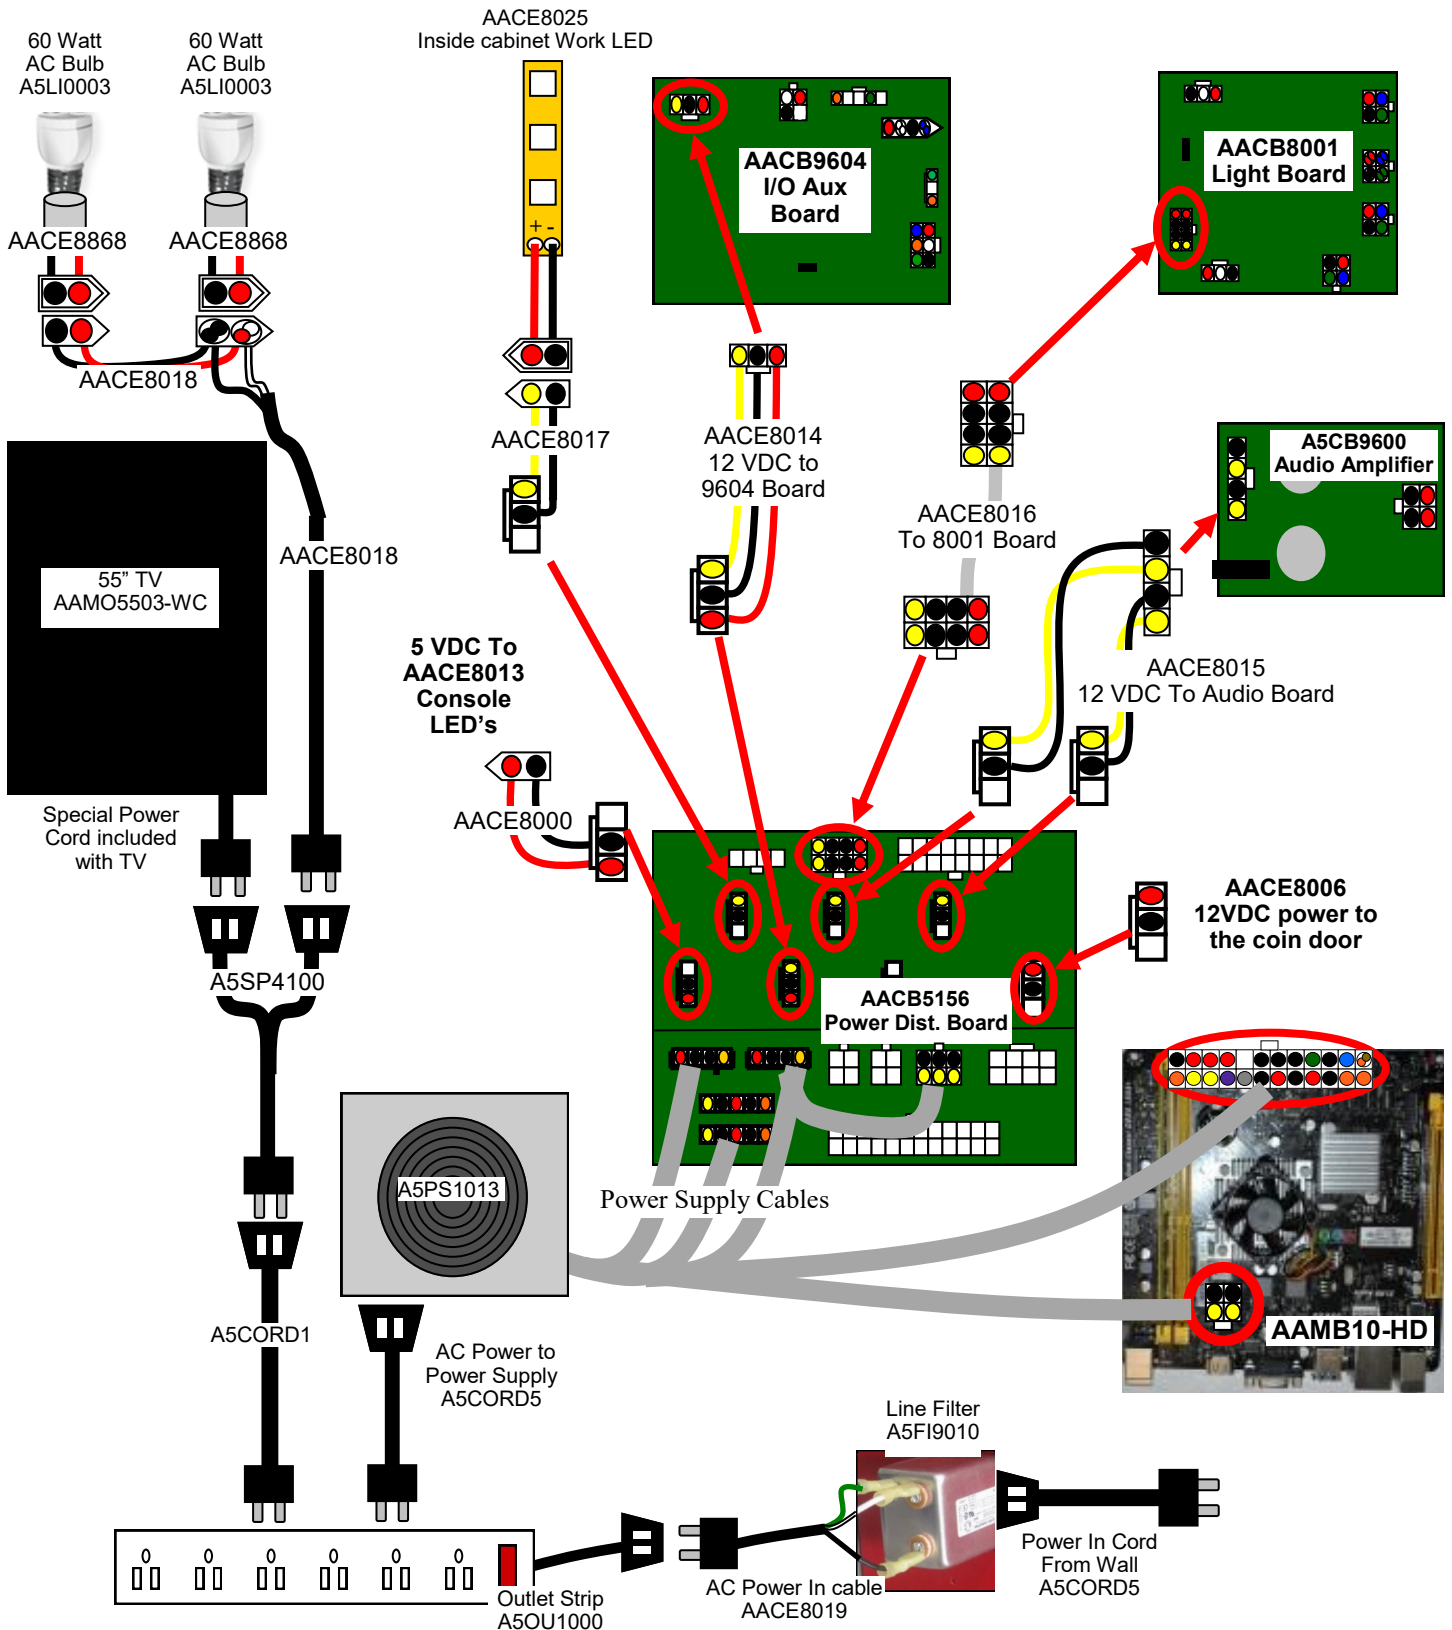 AACE8025
Inside cabinet Work LED
60 Watt
AC Bulb
A5LI0003
60 Watt
AC Bulb
A5LI0003
AACB9604
I/O Aux
Board
AACB8001
Light Board
+ -
AACE8868
AACE8868
AACE8018
AACE8017
AACE8014
12 VDC to
9604 Board
A5CB9600
Audio Amplifier
AACE8016
To 8001 Board
AACE8018
55” TV
AAMO5503-WC
5 VDC To
AACE8013
Console
LED’s
AACE8015
12 VDC To Audio Board
Special Power
Cord included
with TV
AACE8000
AACE8006
12VDC power to
the coin door
A5SP4100
AACB5156
Power Dist. Board
A5PS1013
Power Supply Cables
A5CORD1
AC Power to
Power Supply
A5CORD5
AAMB10-HD
Line Filter
A5FI9010
Power In Cord
From Wall
A5CORD5
AC Power In cable
AACE8019
Outlet Strip
A5OU1000